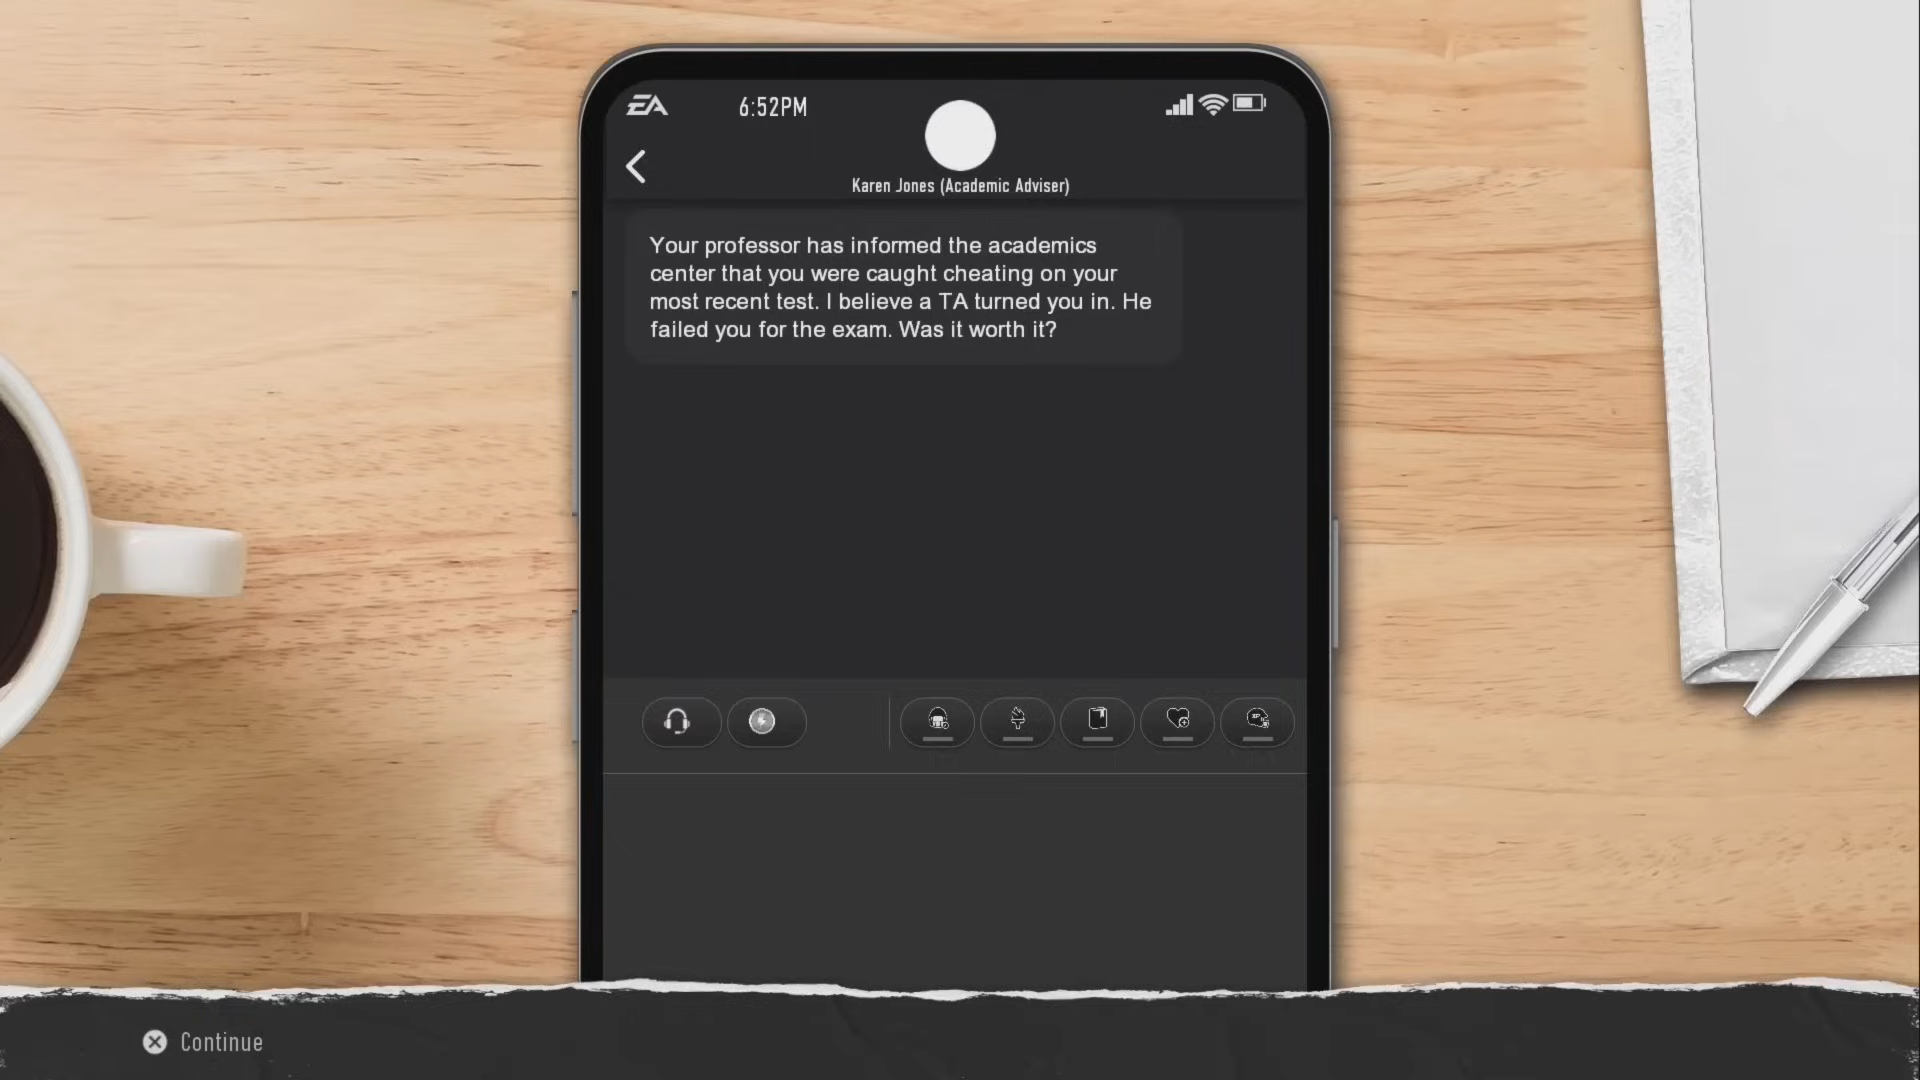 EA
6:52PM
Karen Jones (Academic Adviser)
Your professor has informed the academics
center that you were caught cheating on your
most recent test. I believe a TA turned you in. He
failed you for the exam. Was it worth it?
Continue